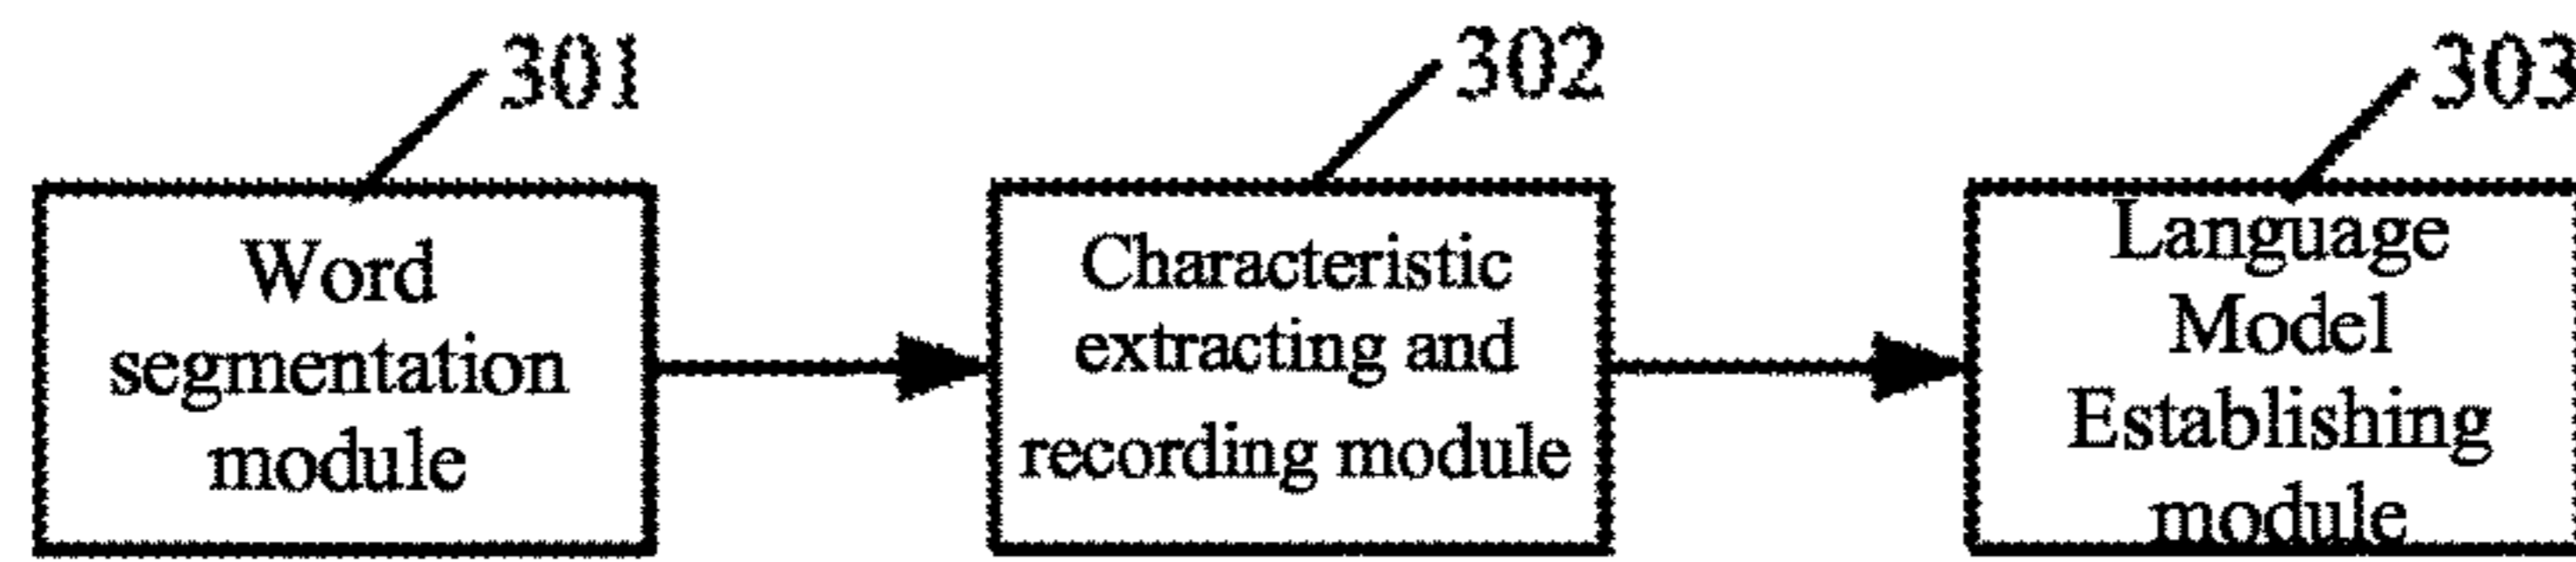 301
302
303
Word
segmentation
module
Characteristic
extracting and
recording module
Language
Model
Establishing
module